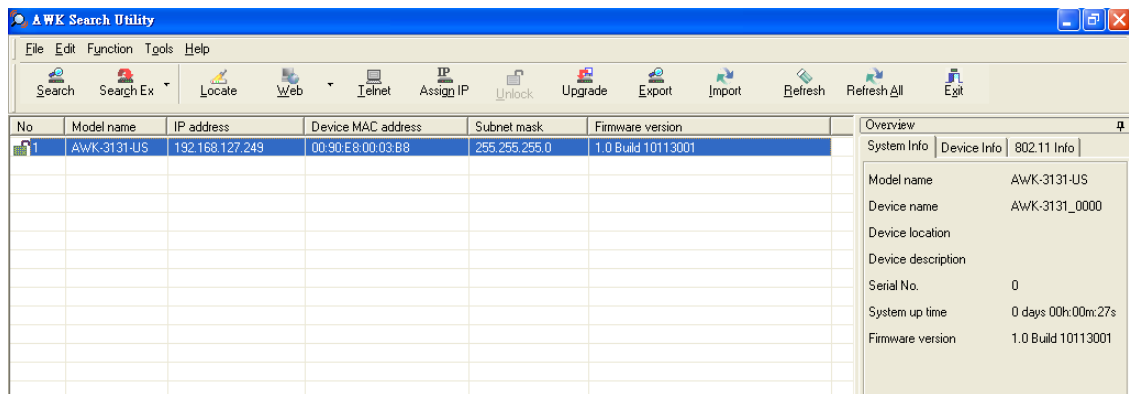 AWK Search Utility
File Edit Function Tools Help
Search Search Ex Locate Web Telnet IP Assign IP Unlock Upgrade Export Import Refresh Refresh All Exit
No Model name IP address Device MAC address Subnet mask Firmware version
1 AWK-3131-US 192.168.127.249 00:90:E8:00:03:B8 255.255.255.0 1.0 Build 10113001
Overview
System Info Device Info 802.11 Info
Model name AWK-3131-US
Device name AWK-3131_0000
Device location
Device description
Serial No. 0
System up time 0 days 00h:00m:27s
Firmware version 1.0 Build 10113001